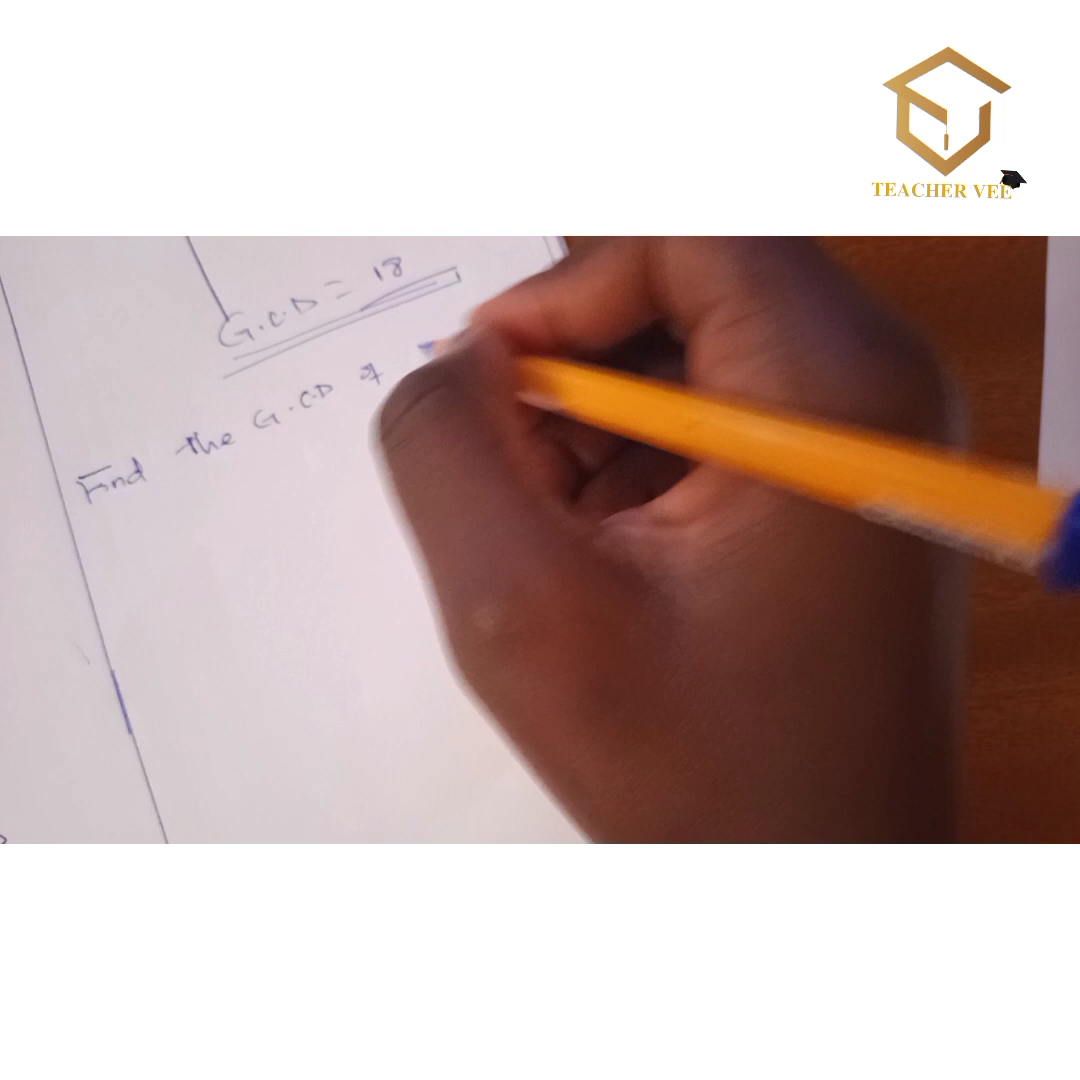 TEACHER VEE
G.C.D = 18
Find the G.C.D of